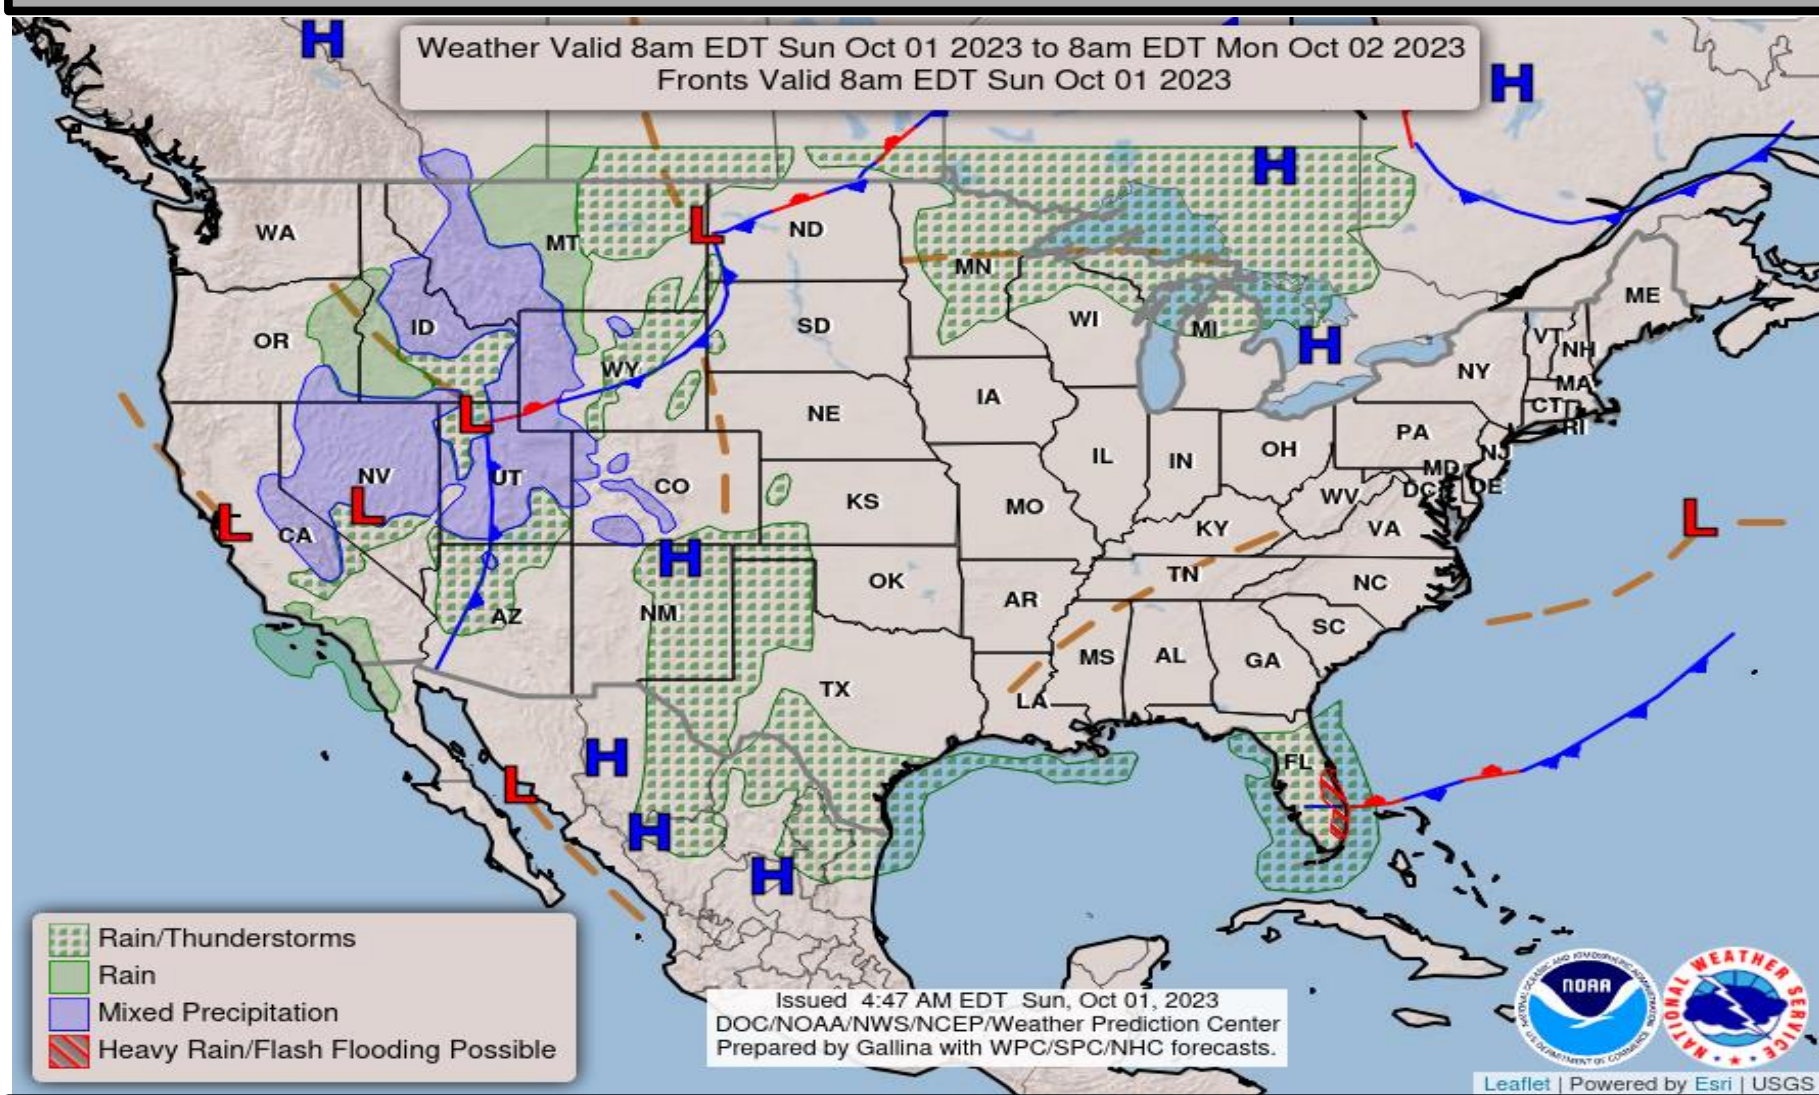 Weather Valid 8am EDT Sun Oct 01 2023 to 8am EDT Mon Oct 02 2023
Fronts Valid 8am EDT Sun Oct 01 2023
H
H
H
L
WA
MT
ND
MN
ME
OR
ID
SD
WI
MI
H
VT
NH
WY
NY
MA
L
NE
IA
PA
CT
RI
NV
UT
CO
KS
MO
IL
IN
OH
NJ
MD
DC
DE
WV
VA
L
L
CA
L
KY
H
OK
AR
TN
NC
AZ
NM
SC
TX
LA
MS
AL
GA
H
L
FL
H
H
Rain/Thunderstorms
Rain
Mixed Precipitation
Heavy Rain/Flash Flooding Possible
Issued 4:47 AM EDT Sun, Oct 01, 2023
DOC/NOAA/NWS/NCEP/Weather Prediction Center
Prepared by Gallina with WPC/SPC/NHC forecasts.
NOAA
NATIONAL WEATHER SERVICE
Leaflet | Powered by Esri | USGS